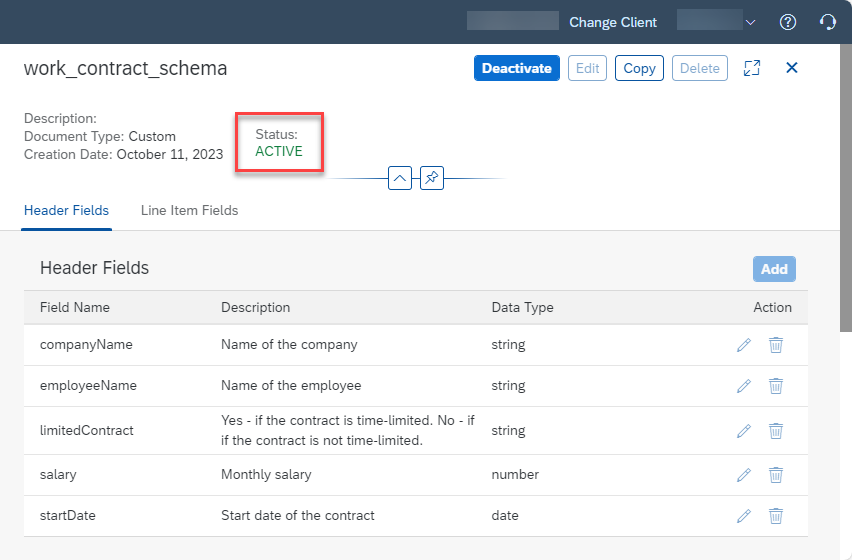 Change Client
work_contract_schema
Deactivate Edit Copy Delete
Description:
Document Type: Custom
Creation Date: October 11, 2023
Status:
ACTIVE
Header Fields Line Item Fields
Header Fields
Add
Field Name Description Data Type Action
companyName Name of the company string
employeeName Name of the employee string
limitedContract Yes - if the contract is time-limited. No - if
if the contract is not time-limited. string
salary Monthly salary number
startDate Start date of the contract date